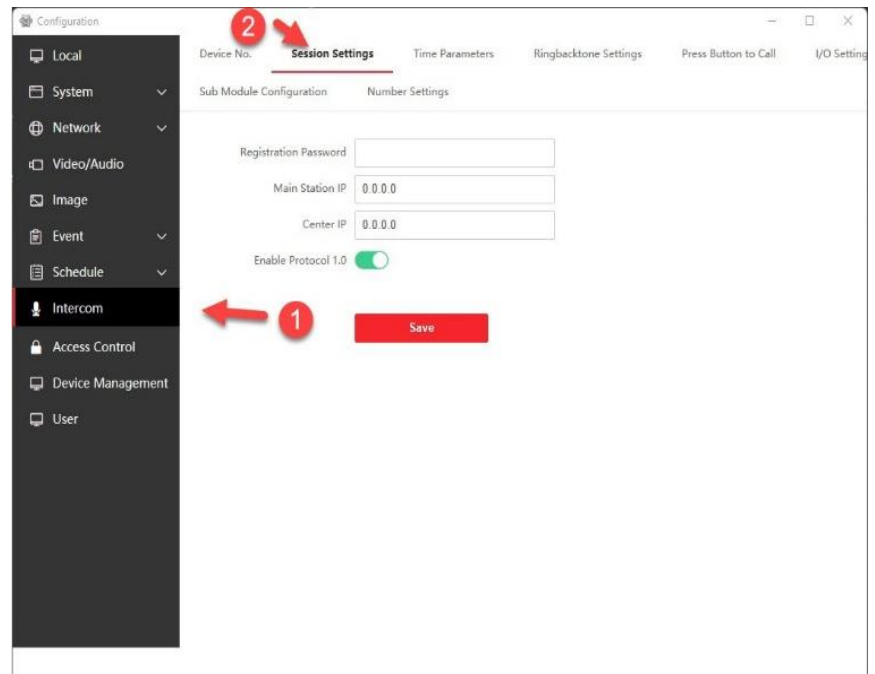 Configuration
2
Local
System
Network
Video/Audio
Image
Event
Schedule
Intercom
Access Control
Device Management
User
Device No. Session Settings Time Parameters Ringbacktone Settings Press Button to Call I/O Setting
Sub Module Configuration Number Settings
Registration Password
Main Station IP 0.0.0.0
Center IP 0.0.0.0
Enable Protocol 1.0
1
Save